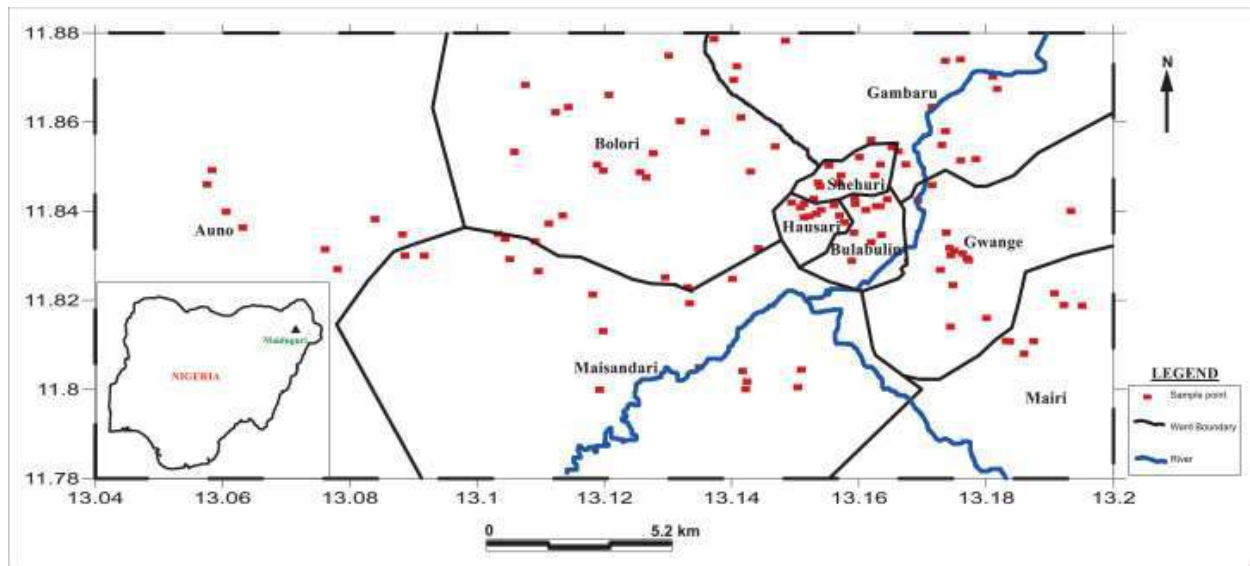 11.88
11.86
11.84
11.82
11.8
11.78
13.04
13.06
13.08
13.1
13.12
13.14
13.16
13.18
13.2
N
Gambaru
Bolori
Shehuri
Auno
Hausari
Bulabulin
Gwange
Maisandari
Mairi
Maiduguri
NIGERIA
LEGEND
Sample point
Ward Boundary
River
0 5.2 km